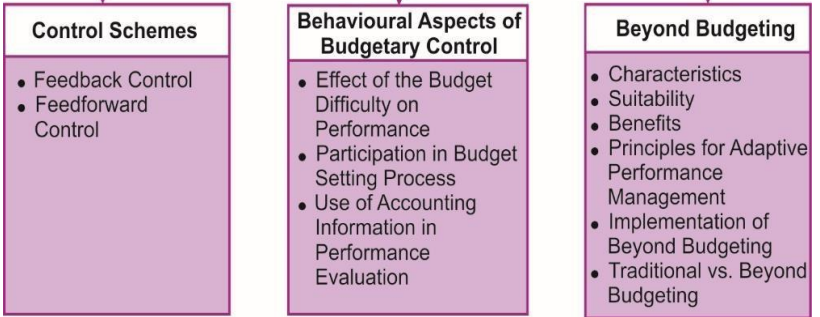 Control Schemes
• Feedback Control
• Feedforward
Control
Behavioural Aspects of
Budgetary Control
• Effect of the Budget
Difficulty on
Performance
• Participation in Budget
Setting Process
• Use of Accounting
Information in
Performance
Evaluation
Beyond Budgeting
• Characteristics
• Suitability
• Benefits
• Principles for Adaptive
Performance
Management
• Implementation of
Beyond Budgeting
• Traditional vs. Beyond
Budgeting